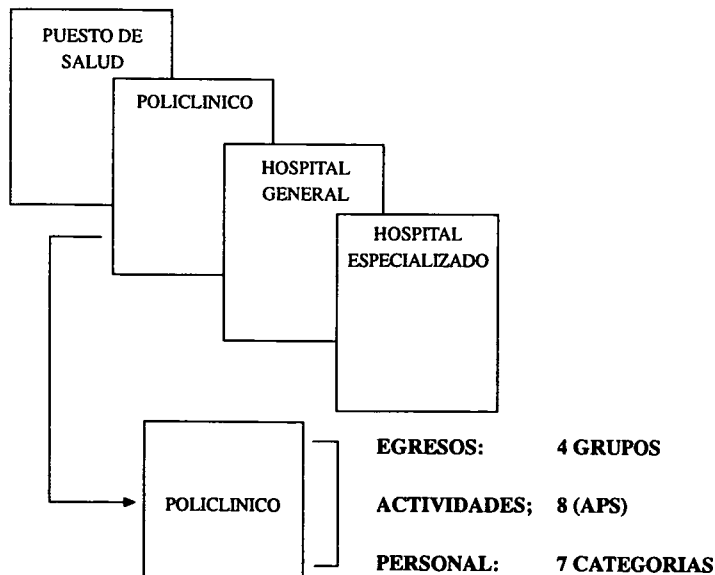 PUESTO DE
SALUD
POLICLINICO
HOSPITAL
GENERAL
HOSPITAL
ESPECIALIZADO
POLICLINICO
EGRESOS: 4 GRUPOS
ACTIVIDADES; 8 (APS)
PERSONAL: 7 CATEGORIAS